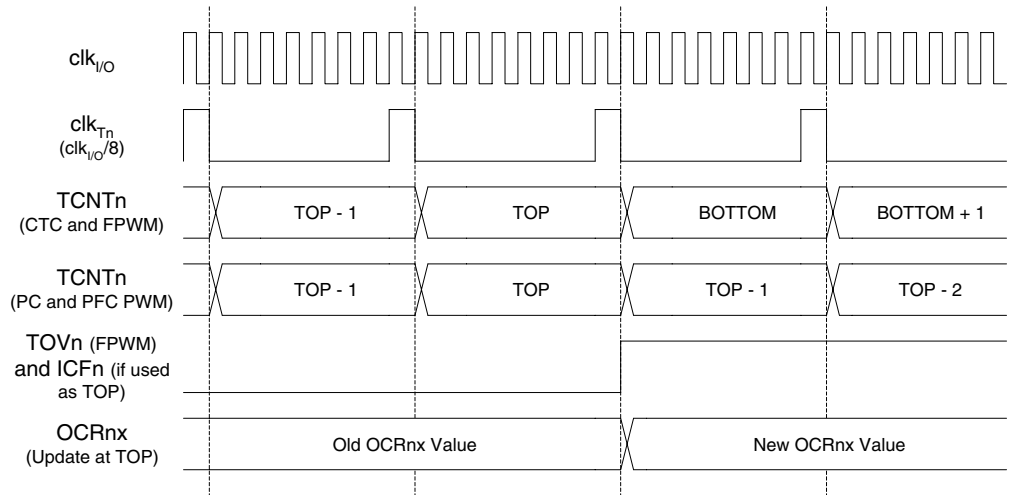 clkI/O
clkTn
(clkI/O/8)
TCNTn
(CTC and FPWM)
TOP - 1
TOP
BOTTOM
BOTTOM + 1
TCNTn
(PC and PFC PWM)
TOP - 1
TOP
TOP - 1
TOP - 2
TOVn (FPWM)
and ICFn (if used
as TOP)
OCRnx
(Update at TOP)
Old OCRnx Value
New OCRnx Value